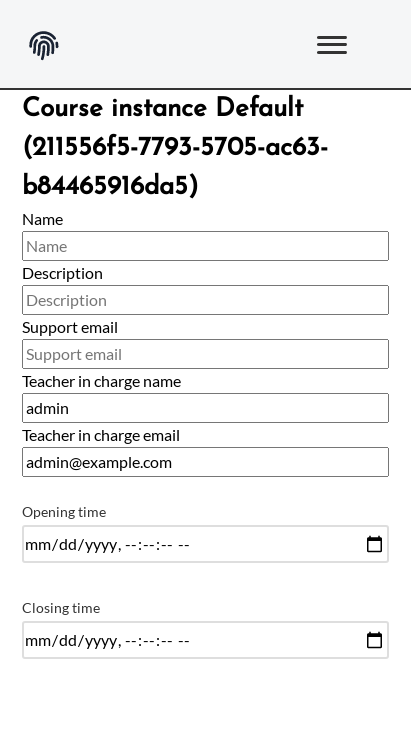 Course instance Default
(211556f5-7793-5705-ac63-
b84465916da5)
Name
Name
Description
Description
Support email
Support email
Teacher in charge name
admin
Teacher in charge email
admin@example.com
Opening time
mm/dd/yyyy, --:--:-- --
Closing time
mm/dd/yyyy, --:--:-- --